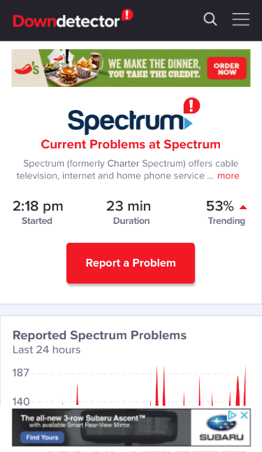 Downdetector
chili's
WE MAKE THE DINNER,
YOU TAKE THE CREDIT.
ORDER
NOW
Spectrum
Current Problems at Spectrum
Spectrum (formerly Charter Spectrum) offers cable
television, internet and home phone service ... more
2:18 pm
Started
23 min
Duration
53%
Trending
Report a Problem
Reported Spectrum Problems
Last 24 hours
187
140
The all-new 3-row Subaru Ascent™
with available Smart Rear-View Mirror.
Find Yours
SUBARU